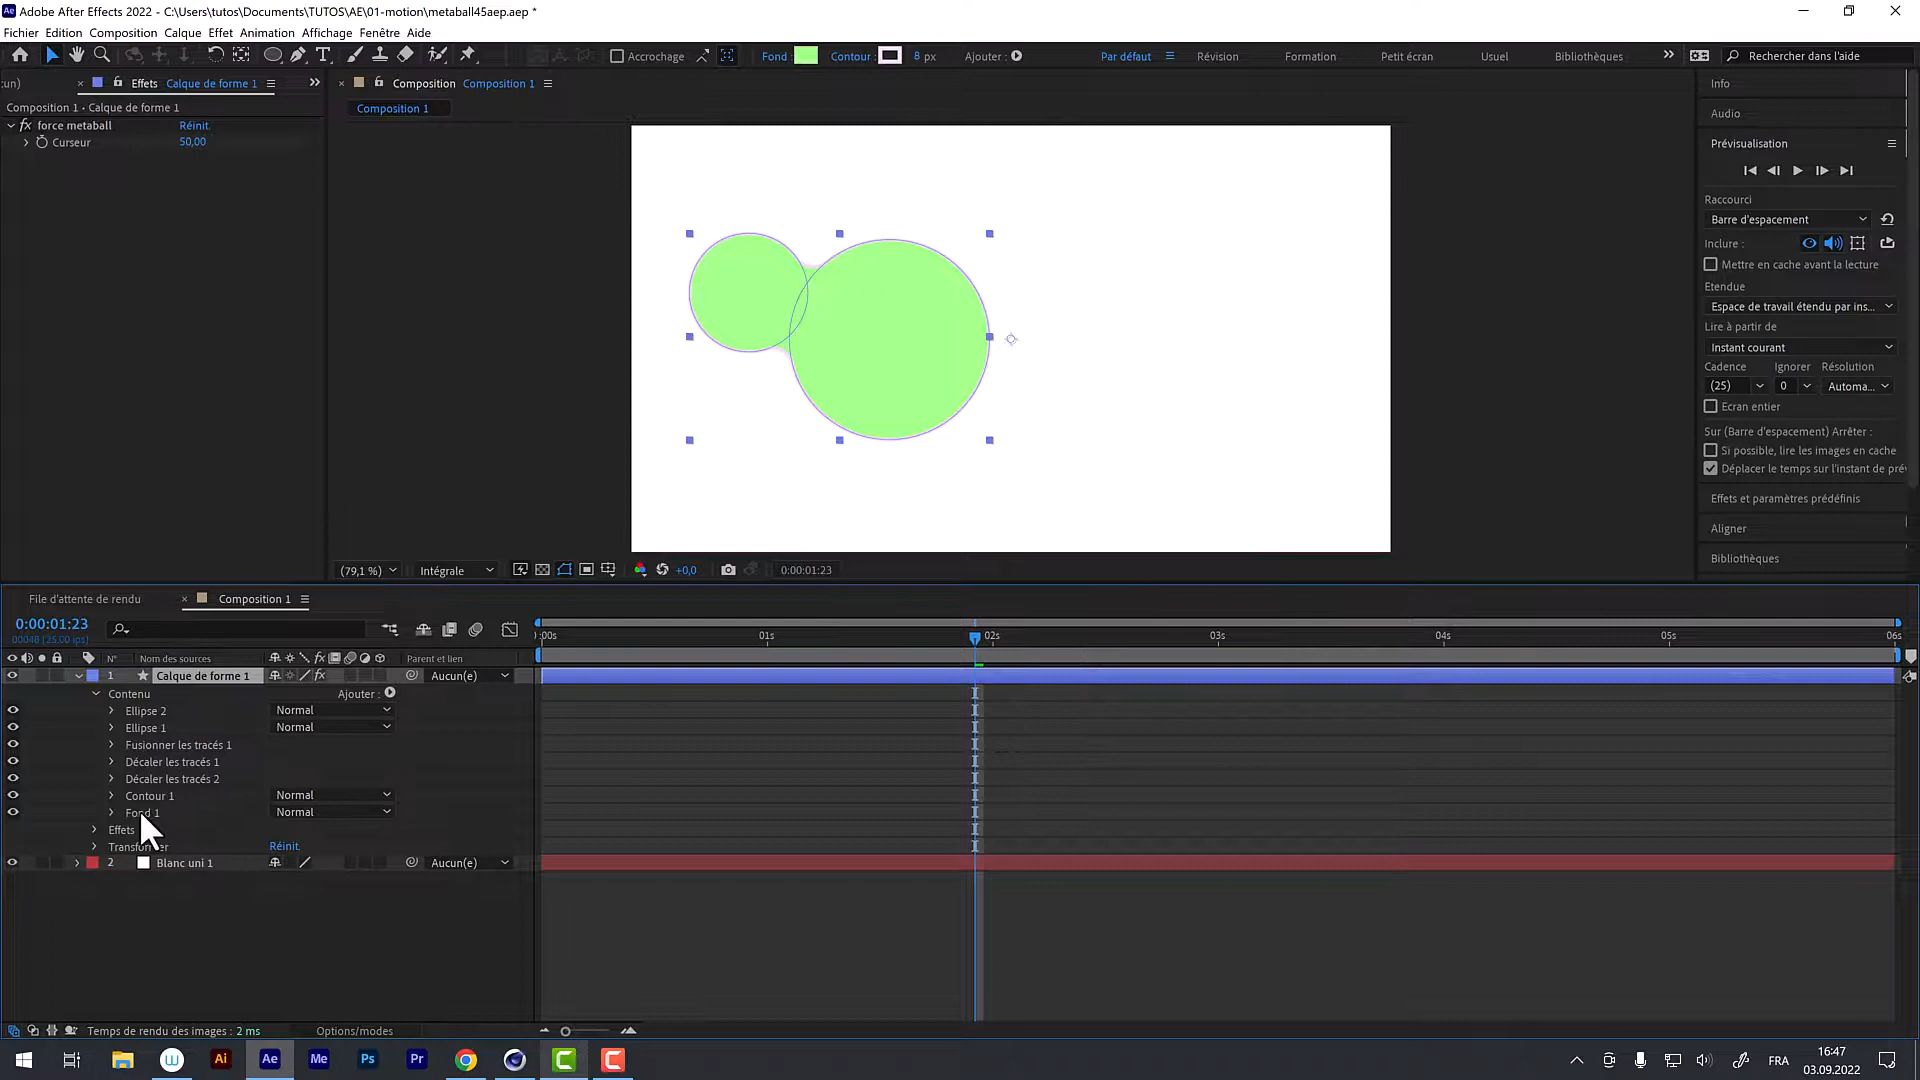 Adobe After Effects 2022 - C:\Users\tutos\Documents\TUTOS\AE\01-motion\metaball45aep.aep *
Fichier Edition Composition Calque Effet Animation Affichage Fenêtre Aide
Accrochage Fond : Contour : 8 px Ajouter : Par défaut Révision Formation Petit écran Usuel Bibliothèques Rechercher dans l'aide
un) Effets Calque de forme 1 Composition Composition 1
Composition 1 • Calque de forme 1
Composition 1
fx force metaball Réinit.
Curseur 50,00
Info
Audio
Prévisualisation
Raccourci
Barre d'espacement
Inclure :
Mettre en cache avant la lecture
Etendue
Espace de travail étendu par ins...
Lire à partir de
Instant courant
Cadence Ignorer Résolution
(25) 0 Automa...
Ecran entier
Sur (Barre d'espacement) Arrêter :
Si possible, lire les images en cache
Déplacer le temps sur l'instant de pré
Effets et paramètres prédéfinis
Aligner
Bibliothèques
(79,1 %) Intégrale +0,0 0:00:01:23
File d'attente de rendu Composition 1
0:00:01:23
00048 (25.00 ips)
:00s 01s 02s 03s 04s 05s 06s
N° Nom des sources fx Parent et lien
1 Calque de forme 1 fx Aucun(e)
Contenu Ajouter :
Ellipse 2 Normal
Ellipse 1 Normal
Fusionner les tracés 1
Décaler les tracés 1
Décaler les tracés 2
Contour 1 Normal
Fond 1 Normal
Effets
Réinit.
2 Blanc uni 1 Aucun(e)
Temps de rendu des images : 2 ms Options/modes
Ai Ae Me Ps Pr C C
FRA
16:47
03.09.2022